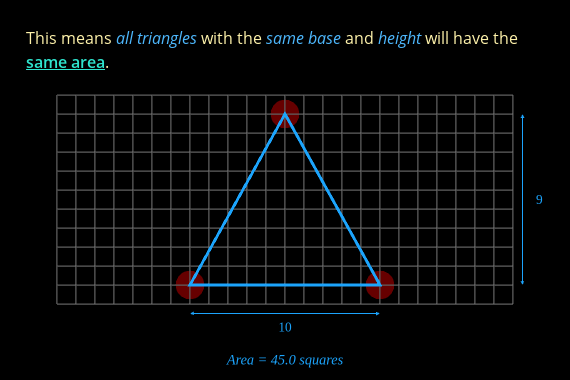 This means all triangles with the same base and height will have the
same area.
9
10
Area = 45.0 squares